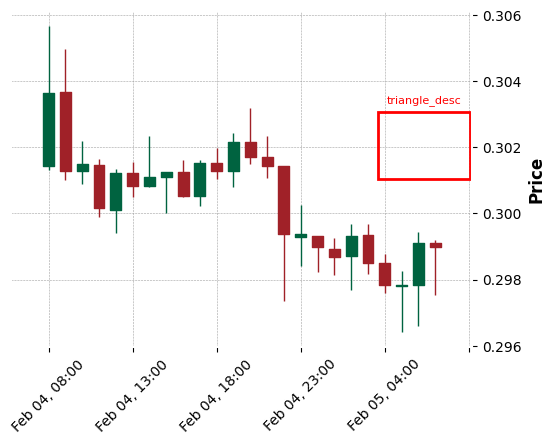 0.306
0.304
triangle_desc
0.302
0.300
0.298
0.296
Price
Feb 04, 08:00
Feb 04, 13:00
Feb 04, 18:00
Feb 04, 23:00
Feb 05, 04:00